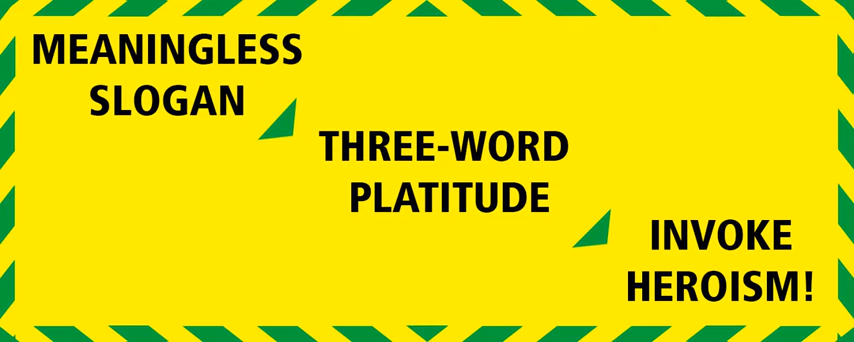 MEANINGLESS
SLOGAN
THREE-WORD
PLATITUDE
INVOKE
HEROISM!